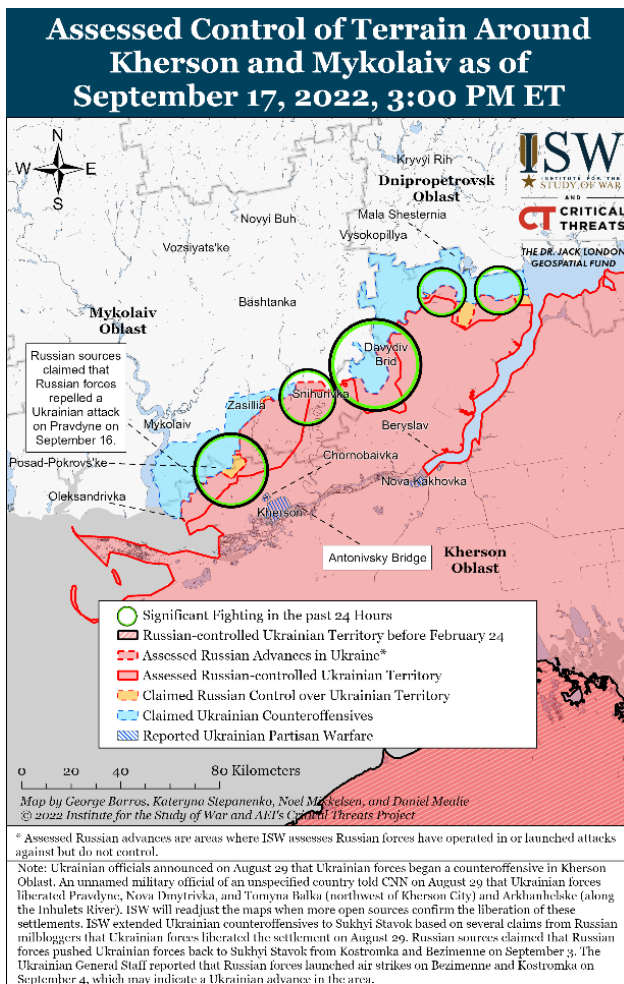 Assessed Control of Terrain Around
Kherson and Mykolaiv as of
September 17, 2022, 3:00 PM ET
N
W E
S
ISW
INSTITUTE FOR THE
STUDY OF WAR
AND
CT CRITICAL
THREATS
THE DR. JACK LONDON
GEOSPATIAL FUND
Kryvyi Rih
Dnipropetrovsk
Oblast
Mala Shesternia
Novyi Buh
Vysokopillya
Vozsiyats'ke
Bashtanka
Mykolaiv
Oblast
Russian sources
claimed that
Russian forces
repelled a
Ukrainian attack
on Pravdyne on
September 16.
Davydiv
Brid
Snihurivka
Zasillia
Mykolaiv
Beryslav
Chornobaivka
Posad-Pokrovs'ke
Nova Kakhovka
Oleksandrivka
Kherson
Antonivsky Bridge
Kherson
Oblast
Significant Fighting in the past 24 Hours
Russian-controlled Ukrainian Territory before February 24
Assessed Russian Advances in Ukraine*
Assessed Russian-controlled Ukrainian Territory
Claimed Russian Control over Ukrainian Territory
Claimed Ukrainian Counteroffensives
Reported Ukrainian Partisan Warfare
0 20 40 80 Kilometers
Map by George Barros, Kateryna Stepanenko, Noel Mikkelsen, and Daniel Mealie
© 2022 Institute for the Study of War and AEI's Critical Threats Project
* Assessed Russian advances are areas where ISW assesses Russian forces have operated in or launched attacks
against but do not control.
Note: Ukrainian officials announced on August 29 that Ukrainian forces began a counteroffensive in Kherson
Oblast. An unnamed military official of an unspecified country told CNN on August 29 that Ukrainian forces
liberated Pravdyne, Nova Dmytrivka, and Tomyna Balka (northwest of Kherson City) and Arkhanhelske (along
the Inhulets River). ISW will readjust the maps when more open sources confirm the liberation of these
settlements. ISW extended Ukrainian counteroffensives to Sukhyi Stavok based on several claims from Russian
milbloggers that Ukrainian forces liberated the settlement on August 29. Russian sources claimed that Russian
forces pushed Ukrainian forces back to Sukhyi Stavok from Kostromka and Bezimenne on September 3. The
Ukrainian General Staff reported that Russian forces launched air strikes on Bezimenne and Kostromka on
September 4, which may indicate a Ukrainian advance in the area.